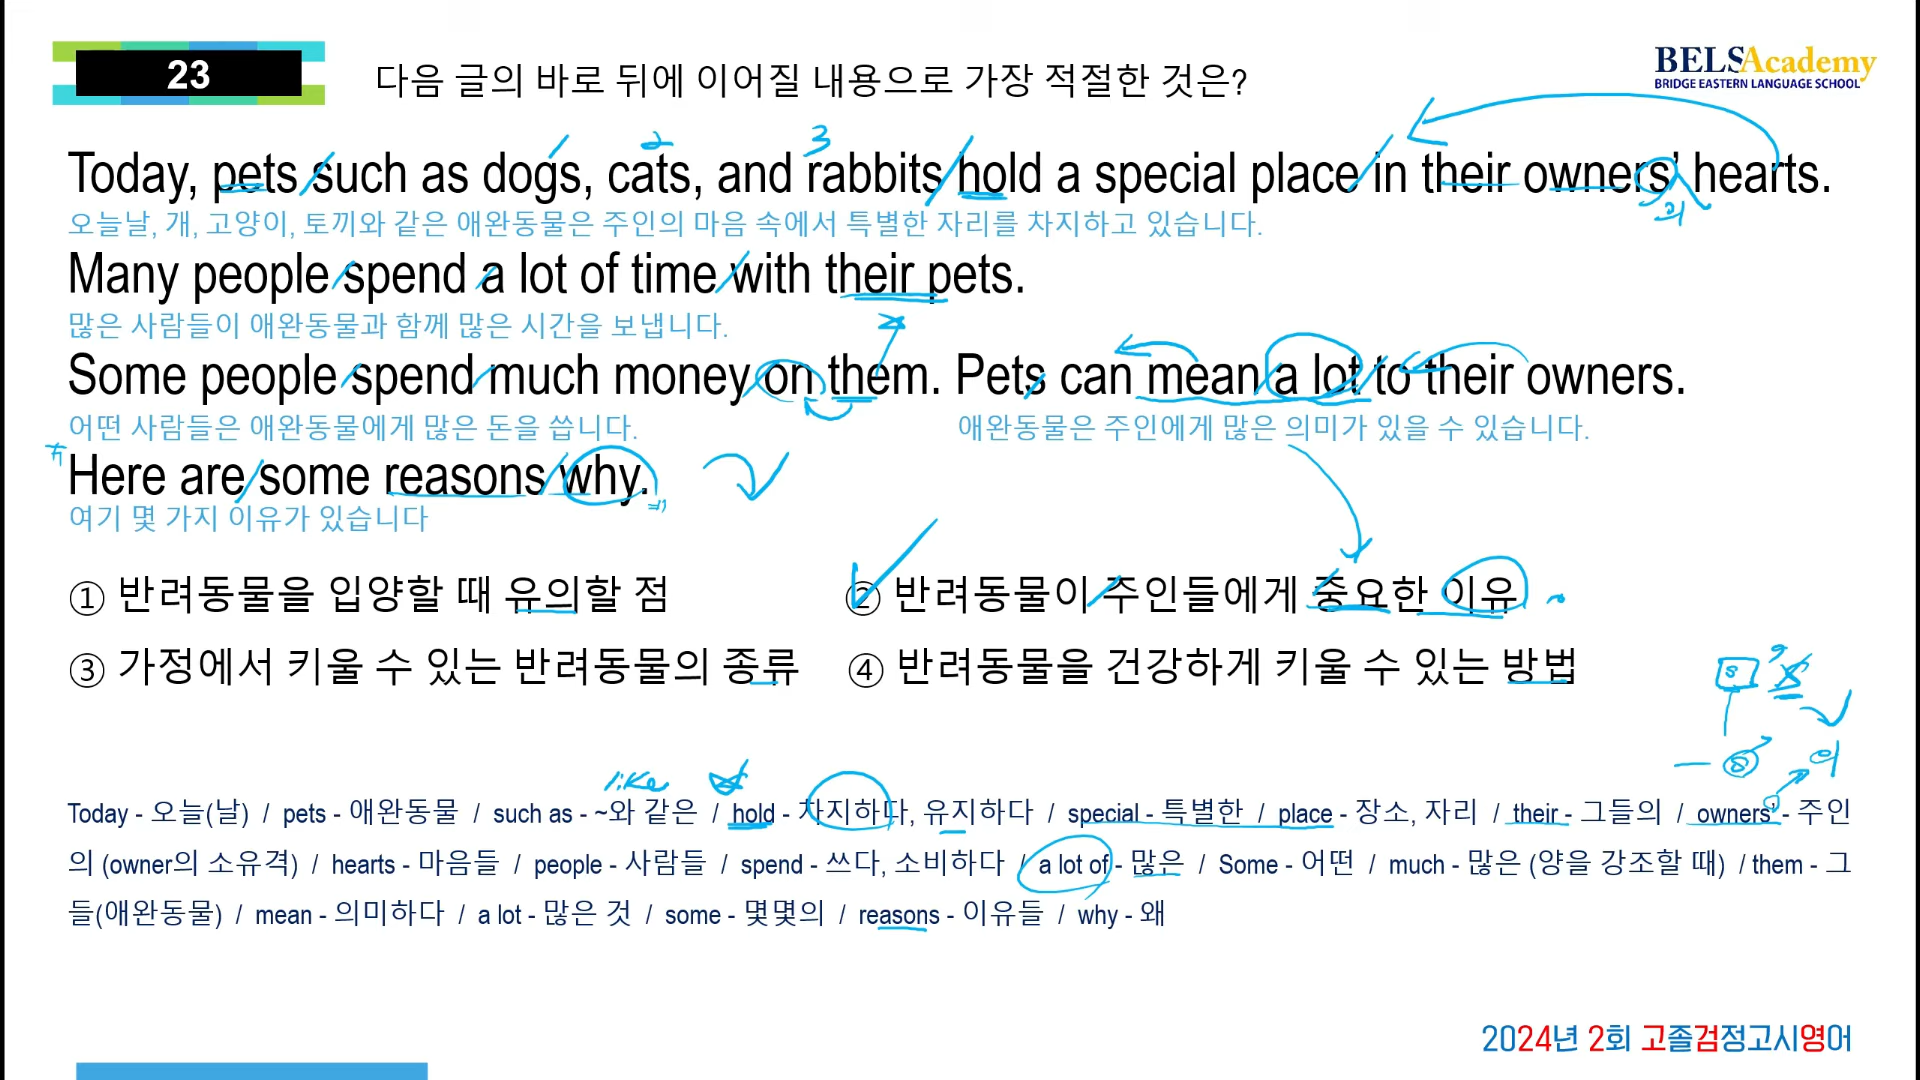 23
다음 글의 바로 뒤에 이어질 내용으로 가장 적절한 것은?
BELSAcademy
BRIDGE EASTERN LANGUAGE SCHOOL
2
3
Today, pets such as dogs, cats, and rabbits hold a special place in their owners' hearts.
의
오늘날, 개, 고양이, 토끼와 같은 애완동물은 주인의 마음 속에서 특별한 자리를 차지하고 있습니다.
Many people spend a lot of time with their pets.
많은 사람들이 애완동물과 함께 많은 시간을 보냅니다.
Some people spend much money on them. Pets can mean a lot to their owners.
어떤 사람들은 애완동물에게 많은 돈을 씁니다. 애완동물은 주인에게 많은 의미가 있을 수 있습니다.
Here are some reasons why.
여기 몇 가지 이유가 있습니다
① 반려동물을 입양할 때 유의할 점 ② 반려동물이 주인들에게 중요한 이유
③ 가정에서 키울 수 있는 반려동물의 종류 ④ 반려동물을 건강하게 키울 수 있는 방법
s
like
Today - 오늘(날) / pets - 애완동물 / such as - ~와 같은 / hold - 차지하다, 유지하다 / special - 특별한 / place - 장소, 자리 / their - 그들의 / owners' - 주인
의 (owner의 소유격) / hearts - 마음들 / people - 사람들 / spend - 쓰다, 소비하다 / a lot of - 많은 / Some - 어떤 / much - 많은 (양을 강조할 때) / them - 그
들(애완동물) / mean - 의미하다 / a lot - 많은 것 / some - 몇몇의 / reasons - 이유들 / why - 왜
2024년 2회 고졸검정고시영어